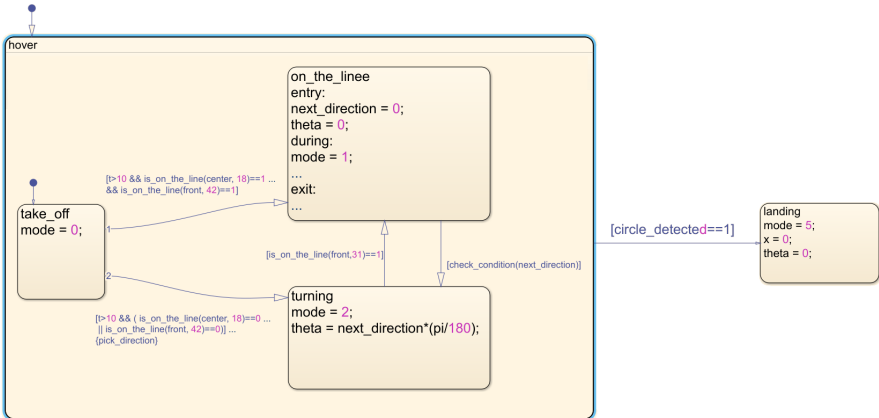 hover
on_the_linee
entry:
next_direction = 0;
theta = 0;
during:
mode = 1;
...
exit:
...
[t>10 && is_on_the_line(center, 18)==1 ...
&& is_on_the_line(front, 42)==1]
take_off
mode = 0;
1
2
[is_on_the_line(front,31)==1]
[check_condition(next_direction)]
turning
mode = 2;
theta = next_direction*(pi/180);
[t>10 && ( is_on_the_line(center, 18)==0 ...
|| is_on_the_line(front, 42)==0)] ...
{pick_direction}
[circle_detected==1]
landing
mode = 5;
x = 0;
theta = 0;